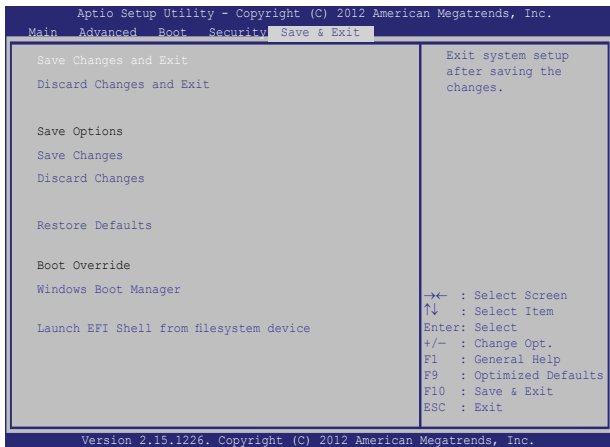 Aptio Setup Utility - Copyright (C) 2012 American Megatrends, Inc.
Main Advanced Boot Security Save & Exit
Save Changes and Exit
Discard Changes and Exit
Save Options
Save Changes
Discard Changes
Restore Defaults
Boot Override
Windows Boot Manager
Launch EFI Shell from filesystem device
Exit system setup
after saving the
changes.
→← : Select Screen
↑↓ : Select Item
Enter: Select
+/— : Change Opt.
F1 : General Help
F9 : Optimized Defaults
F10 : Save & Exit
ESC : Exit
Version 2.15.1226. Copyright (C) 2012 American Megatrends, Inc.